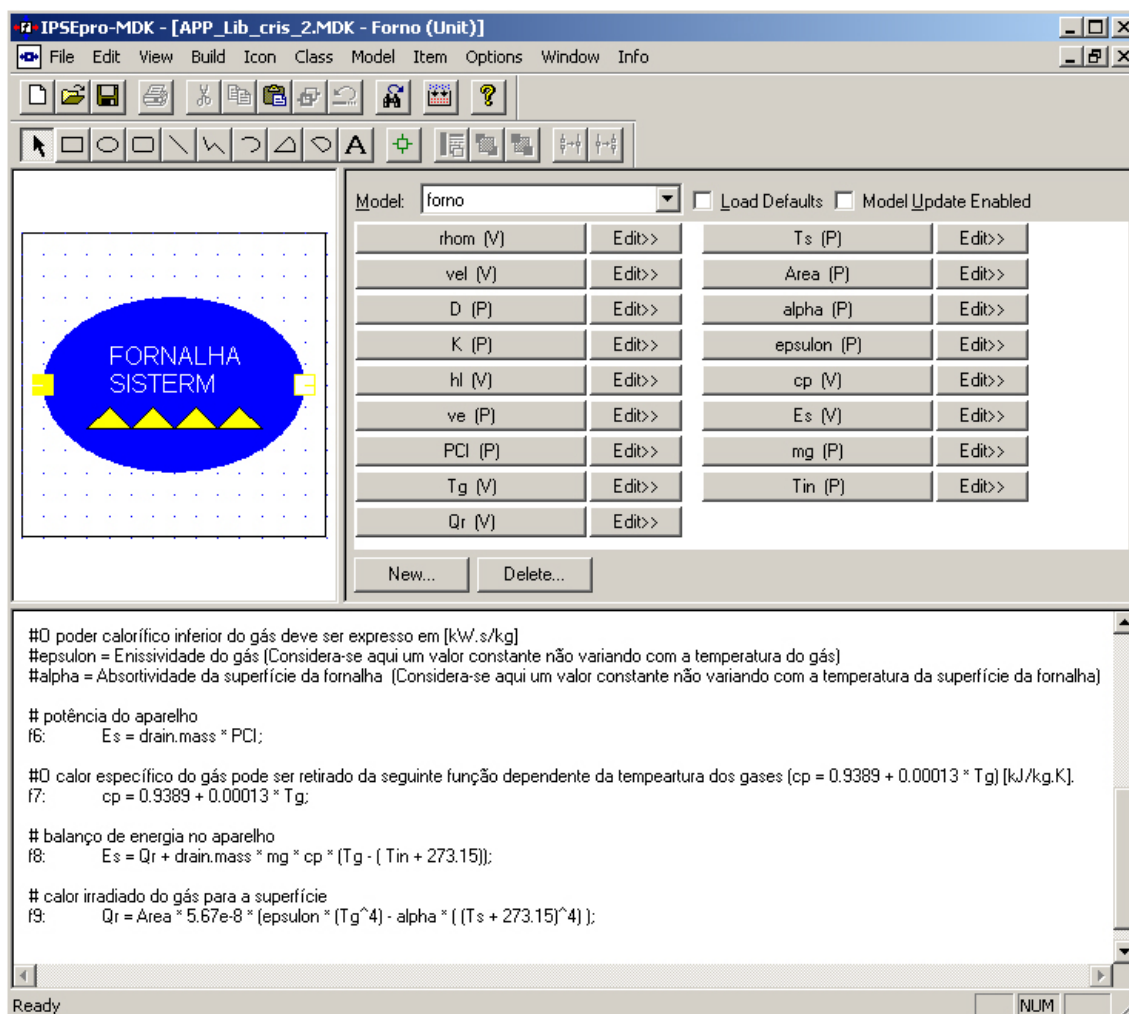 IPSEpro-MDK - [APP_Lib_cris_2.MDK - Forno (Unit)]
File Edit View Build Icon Class Model Item Options Window Info
A
FORNALHA
SISTERM
Model: forno Load Defaults Model Update Enabled
rhom (V) Edit>> Ts (P) Edit>>
vel (V) Edit>> Area (P) Edit>>
D (P) Edit>> alpha (P) Edit>>
K (P) Edit>> epsulon (P) Edit>>
hl (V) Edit>> cp (V) Edit>>
ve (P) Edit>> Es (V) Edit>>
PCI (P) Edit>> mg (P) Edit>>
Tg (V) Edit>> Tin (P) Edit>>
Qr (V) Edit>>
New... Delete...
#O poder calorífico inferior do gás deve ser expresso em [kW.s/kg]
#epsulon = Enissividade do gás (Considera-se aqui um valor constante não variando com a temperatura do gás)
#alpha = Absortividade da superfície da fornalha (Considera-se aqui um valor constante não variando com a temperatura da superfície da fornalha)
# potência do aparelho
f6: Es = drain.mass * PCI;
#O calor específico do gás pode ser retirado da seguinte função dependente da tempeartura dos gases (cp = 0.9389 + 0.00013 * Tg) [kJ/kg.K].
f7: cp = 0.9389 + 0.00013 * Tg;
# balanço de energia no aparelho
f8: Es = Qr + drain.mass * mg * cp * (Tg - ( Tin + 273.15));
# calor irradiado do gás para a superfície
f9: Qr = Area * 5.67e-8 * (epsulon * (Tg^4) - alpha * ( (Ts + 273.15)^4) );
Ready NUM